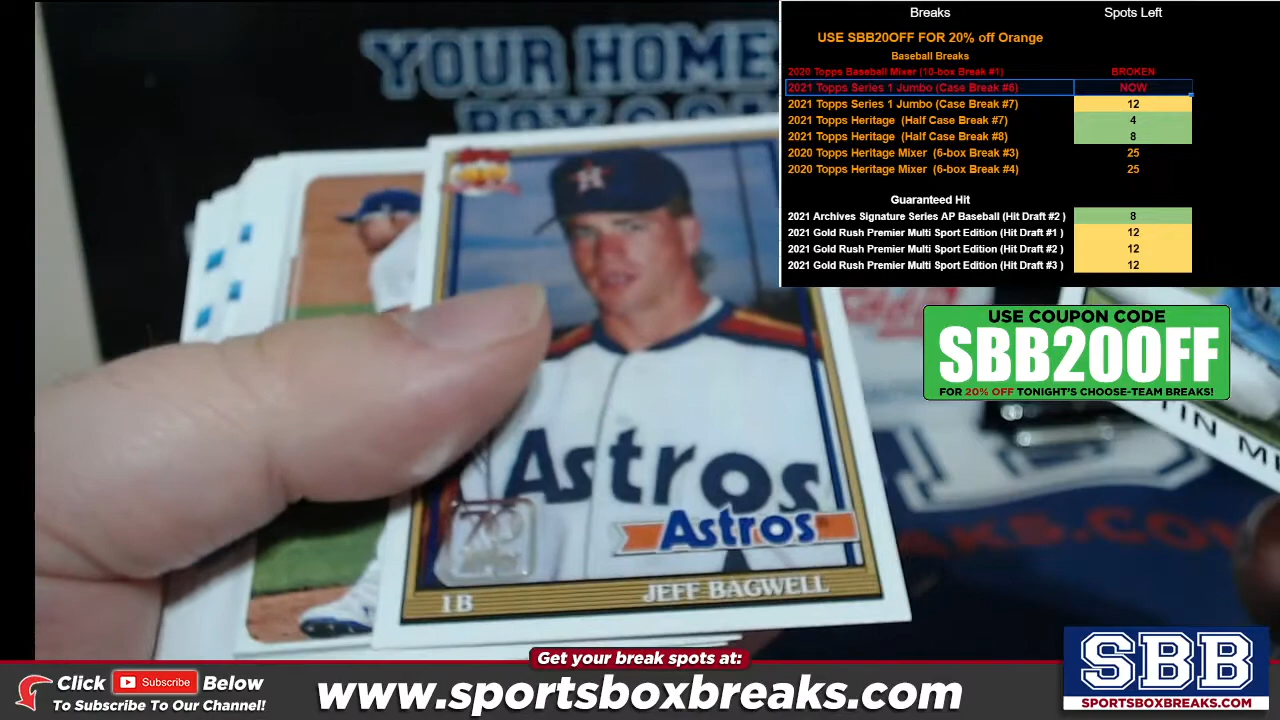 YOUR HOME
Breaks Spots Left
USE SBB20OFF FOR 20% off Orange
Baseball Breaks
2020 Topps Baseball Mixer (10-box Break #1) BROKEN
2021 Topps Series 1 Jumbo (Case Break #6) NOW
2021 Topps Series 1 Jumbo (Case Break #7) 12
2021 Topps Heritage (Half Case Break #7) 4
2021 Topps Heritage (Half Case Break #8) 8
2020 Topps Heritage Mixer (6-box Break #3) 25
2020 Topps Heritage Mixer (6-box Break #4) 25
Guaranteed Hit
2021 Archives Signature Series AP Baseball (Hit Draft #2 ) 8
2021 Gold Rush Premier Multi Sport Edition (Hit Draft #1 ) 12
2021 Gold Rush Premier Multi Sport Edition (Hit Draft #2 ) 12
2021 Gold Rush Premier Multi Sport Edition (Hit Draft #3 ) 12
USE COUPON CODE
SBB20OFF
FOR 20% OFF TONIGHT'S CHOOSE-TEAM BREAKS!
Astros
70
Astros
1B JEFF BAGWELL
Get your break spots at:
Click Subscribe Below
To Subscribe To Our Channel!
www.sportsboxbreaks.com
SBB
SPORTSBOXBREAKS.COM